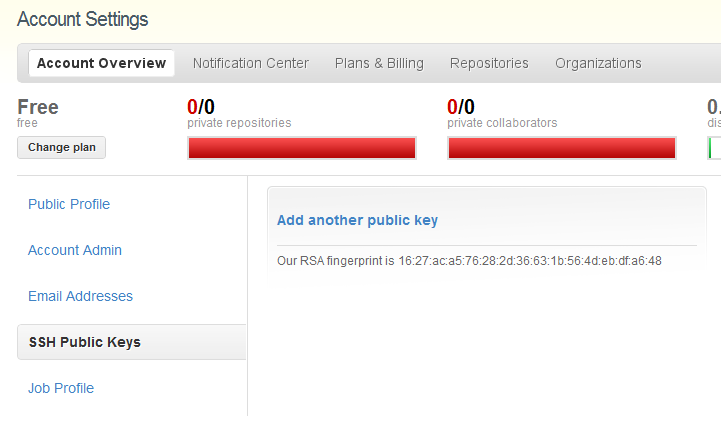 Account Settings
Account Overview Notification Center Plans & Billing Repositories Organizations
Free 0/0 0/0 0.
free private repositories private collaborators dis
Change plan
Public Profile
Add another public key
Account Admin
Our RSA fingerprint is 16:27:ac:a5:76:28:2d:36:63:1b:56:4d:eb:df:a6:48
Email Addresses
SSH Public Keys
Job Profile